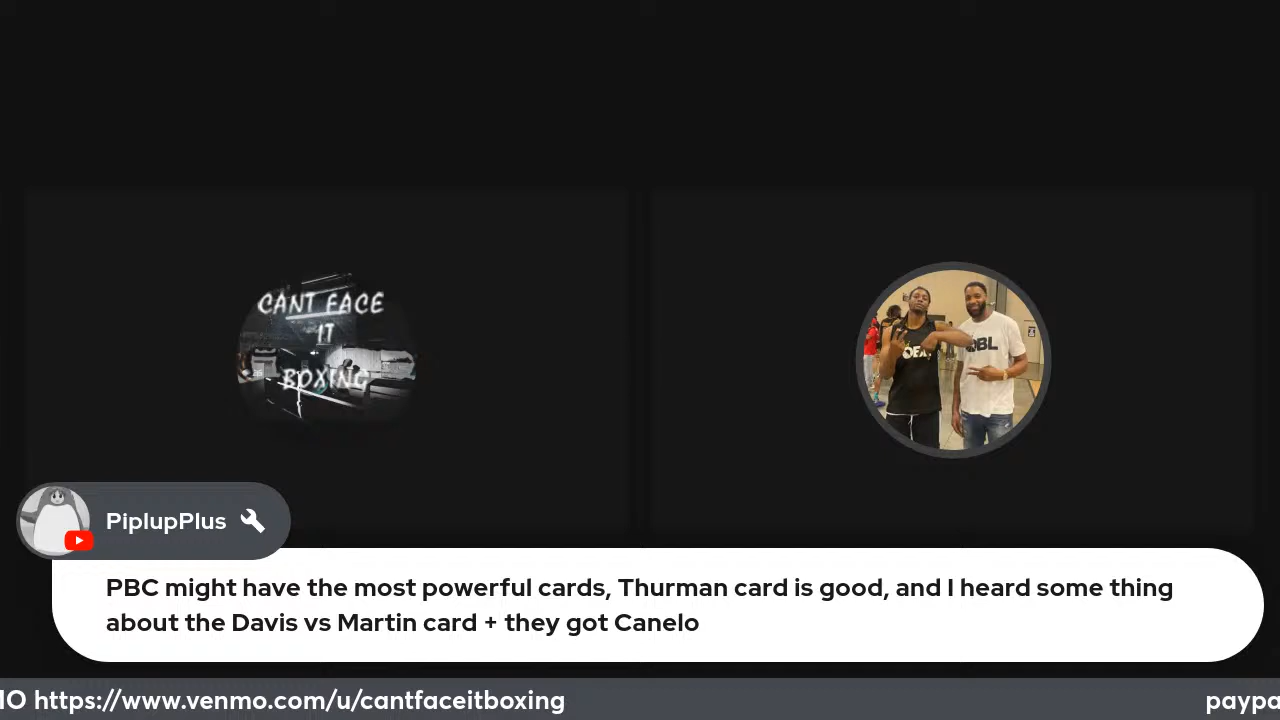 CANT FACE
IT
BOXING
PiplupPlus
PBC might have the most powerful cards, Thurman card is good, and I heard some thing
about the Davis vs Martin card + they got Canelo
https://www.venmo.com/u/cantfaceitboxing